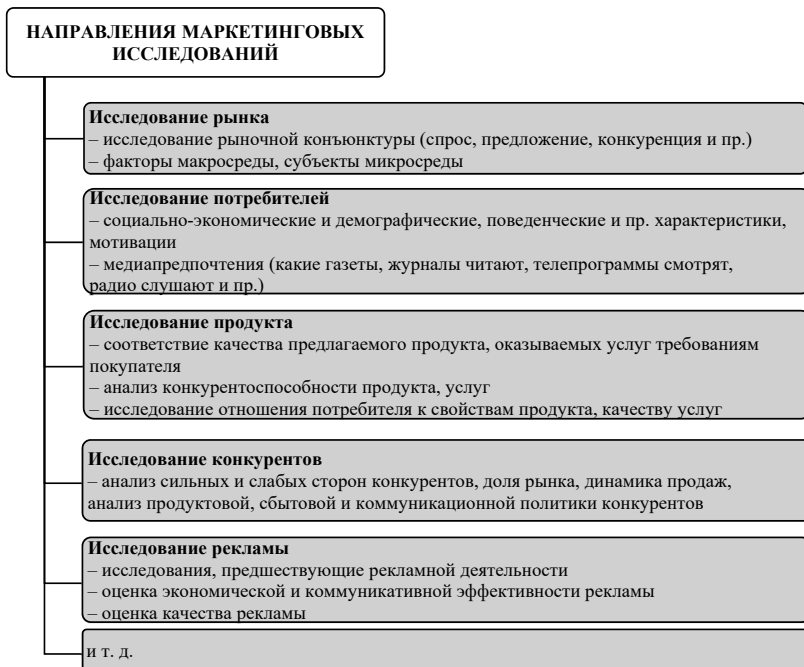 НАПРАВЛЕНИЯ МАРКЕТИНГОВЫХ
ИССЛЕДОВАНИЙ
Исследование рынка
– исследование рыночной конъюнктуры (спрос, предложение, конкуренция и пр.)
– факторы макросреды, субъекты микросреды
Исследование потребителей
– социально-экономические и демографические, поведенческие и пр. характеристики,
мотивации
– медиапредпочтения (какие газеты, журналы читают, телепрограммы смотрят,
радио слушают и пр.)
Исследование продукта
– соответствие качества предлагаемого продукта, оказываемых услуг требованиям
покупателя
– анализ конкурентоспособности продукта, услуг
– исследование отношения потребителя к свойствам продукта, качеству услуг
Исследование конкурентов
– анализ сильных и слабых сторон конкурентов, доля рынка, динамика продаж,
анализ продуктовой, сбытовой и коммуникационной политики конкурентов
Исследование рекламы
– исследования, предшествующие рекламной деятельности
– оценка экономической и коммуникативной эффективности рекламы
– оценка качества рекламы
и т. д.